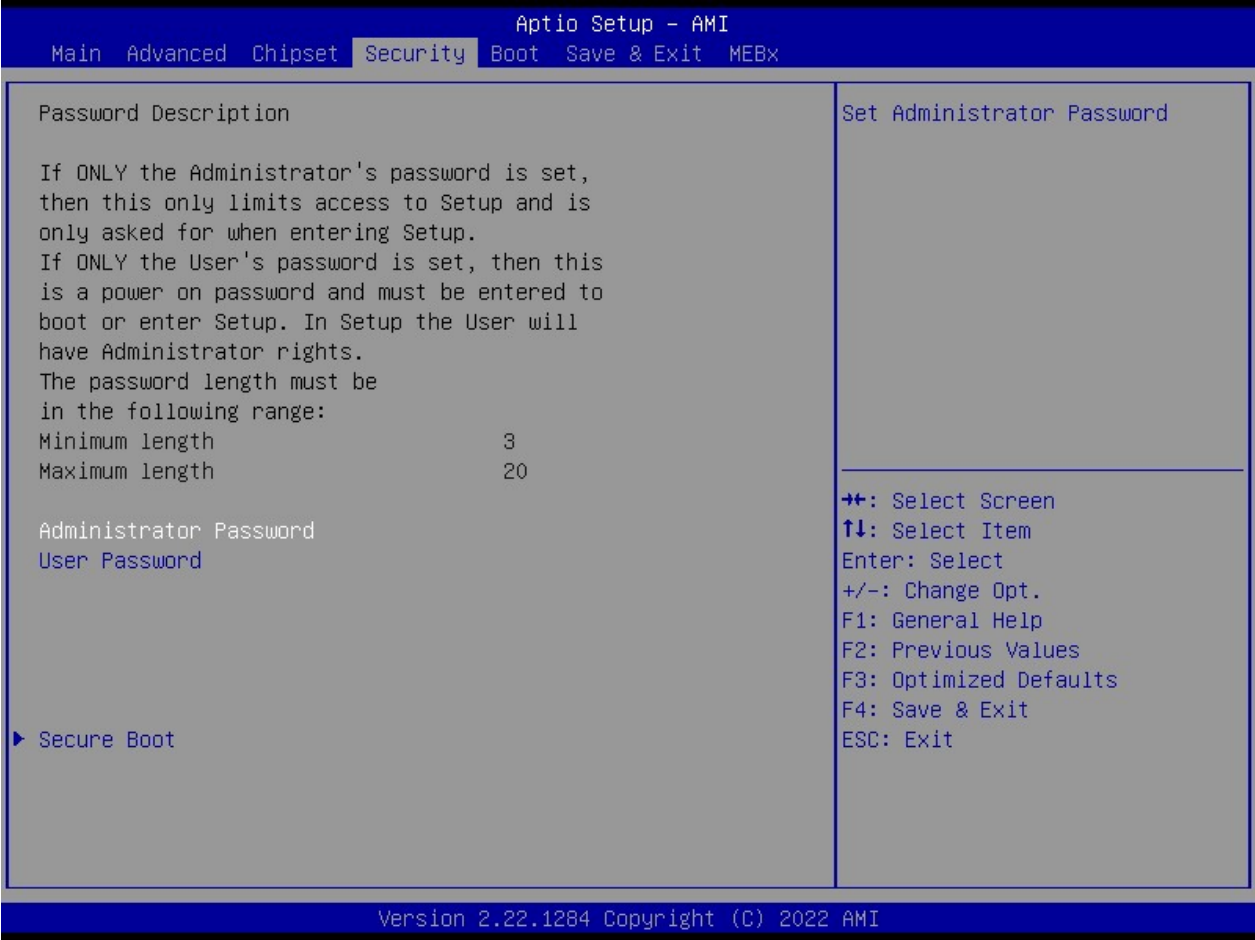 Aptio Setup – AMI
Main Advanced Chipset Security Boot Save & Exit MEBx
Password Description
If ONLY the Administrator's password is set,
then this only limits access to Setup and is
only asked for when entering Setup.
If ONLY the User's password is set, then this
is a power on password and must be entered to
boot or enter Setup. In Setup the User will
have Administrator rights.
The password length must be
in the following range:
Minimum length 3
Maximum length 20
Administrator Password
User Password
Secure Boot
Set Administrator Password
→←: Select Screen
↑↓: Select Item
Enter: Select
+/-: Change Opt.
F1: General Help
F2: Previous Values
F3: Optimized Defaults
F4: Save & Exit
ESC: Exit
Version 2.22.1284 Copyright (C) 2022 AMI